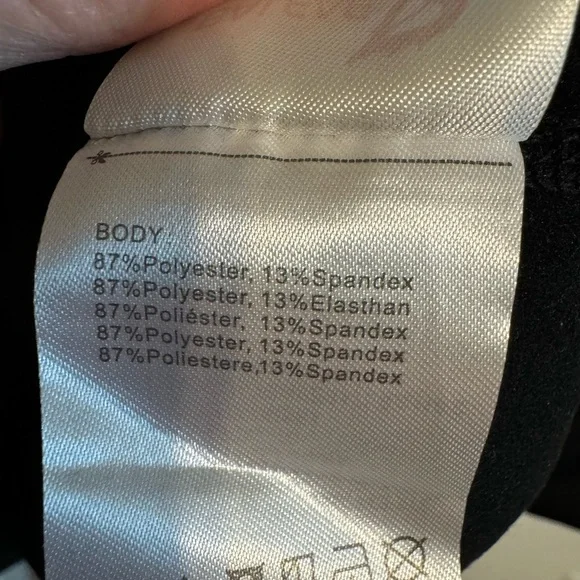 BODY:
87%Polyester, 13%Spandex
87%Polyester, 13%Elasthan
87%Poliéster, 13%Spandex
87%Polyester, 13%Spandex
87%Poliestere,13%Spandex